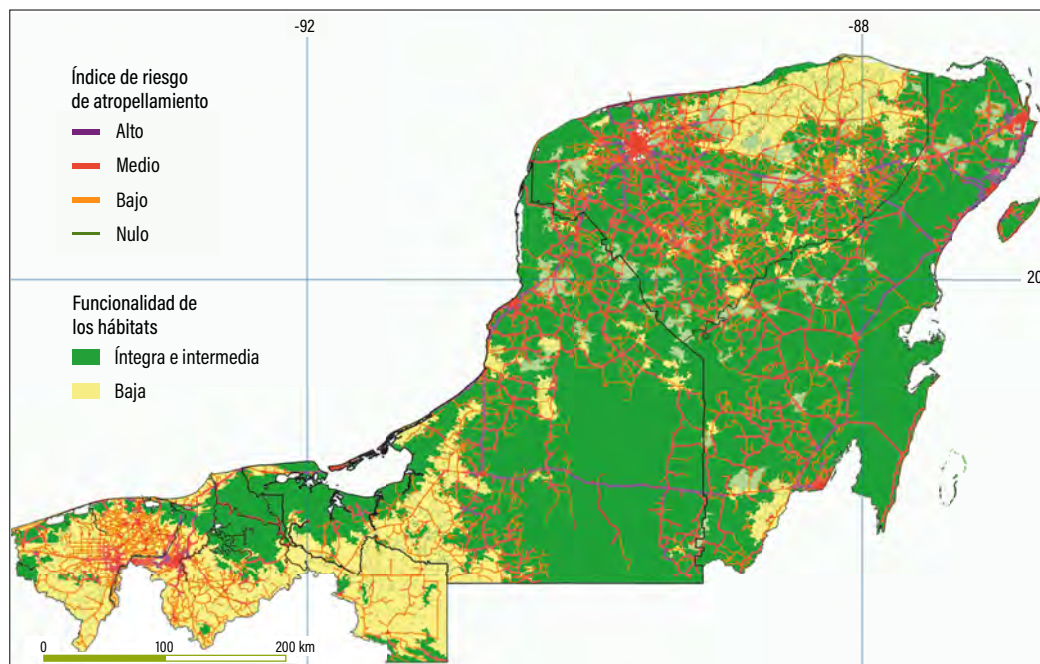 -92
-88
Índice de riesgo
de atropellamiento
Alto
Medio
Bajo
Nulo
20
Funcionalidad de
los hábitats
Íntegra e intermedia
Baja
0 100 200 km